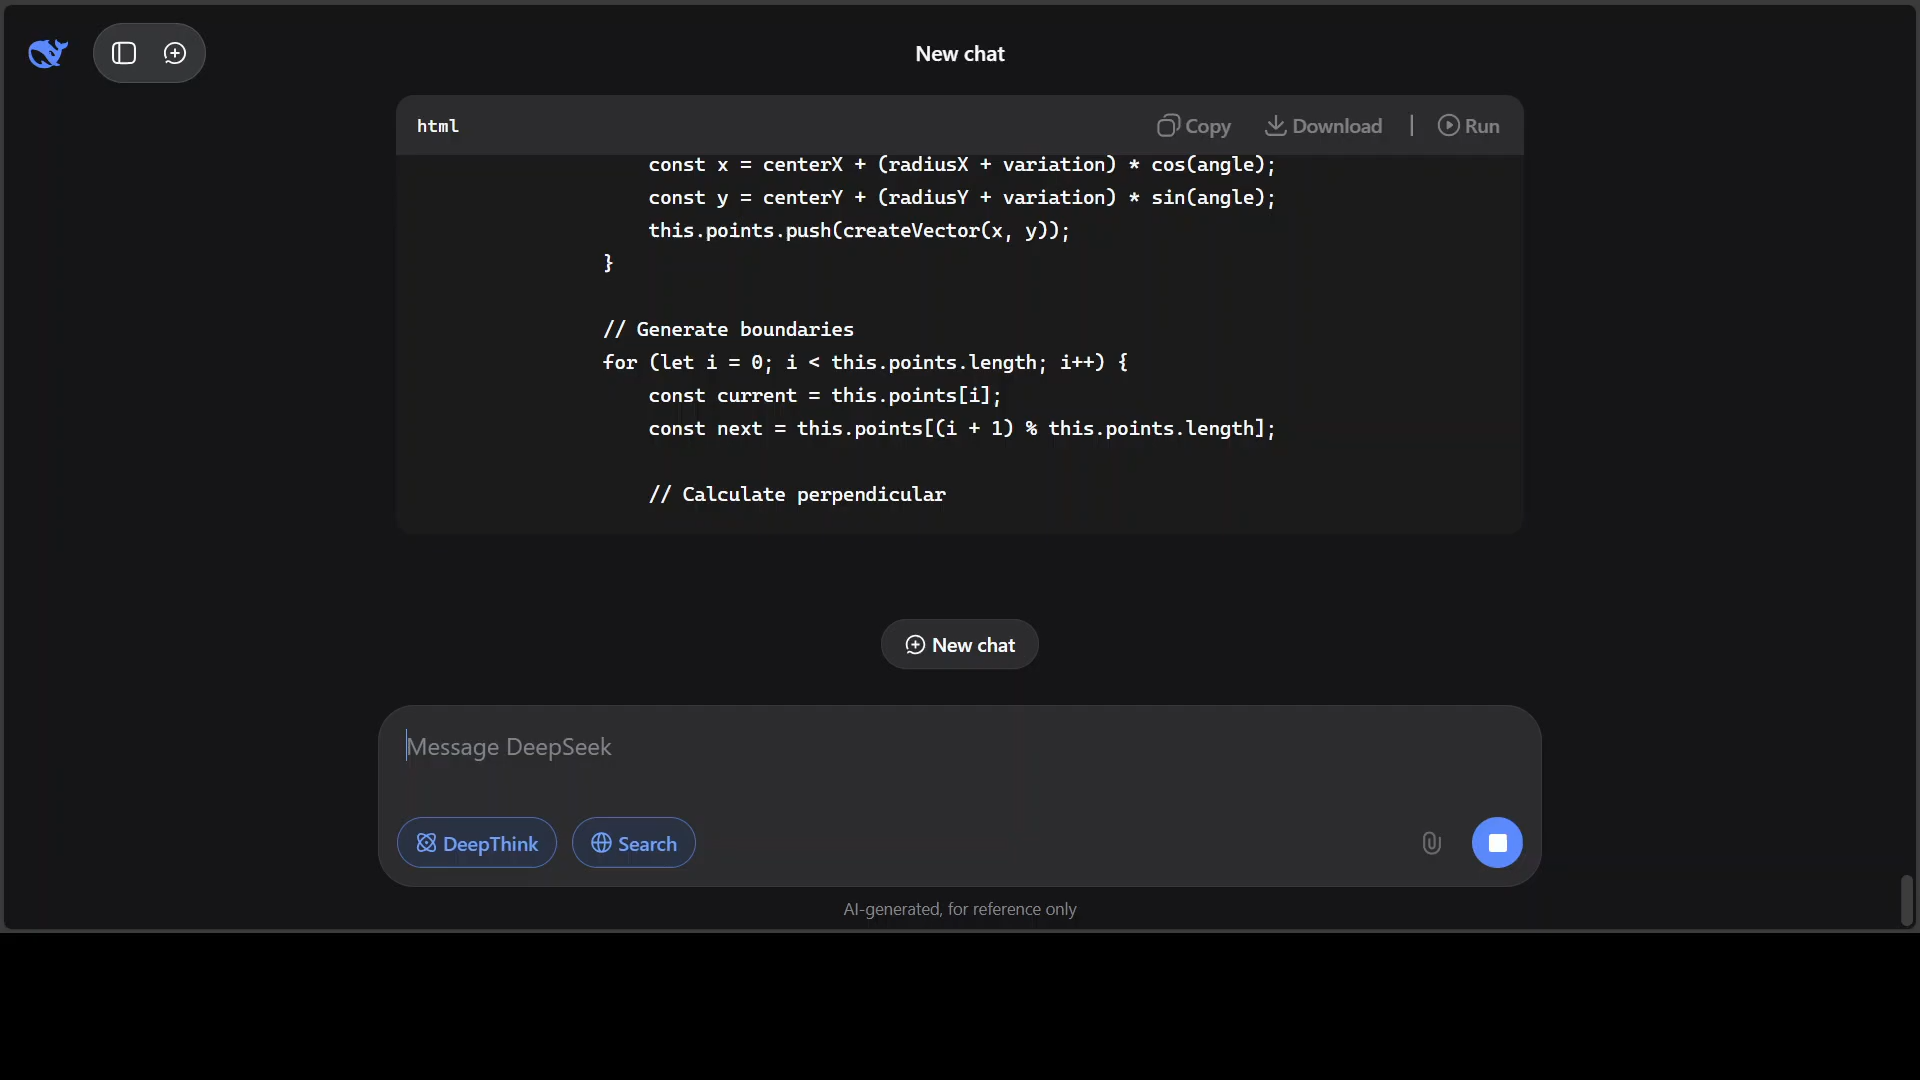 New chat
html
Copy
Download
Run
const x = centerX + (radiusX + variation) * cos(angle);
const y = centerY + (radiusY + variation) * sin(angle);
this.points.push(createVector(x, y));
}
// Generate boundaries
for (let i = 0; i < this.points.length; i++) {
const current = this.points[i];
const next = this.points[(i + 1) % this.points.length];
// Calculate perpendicular
New chat
Message DeepSeek
DeepThink
Search
AI-generated, for reference only